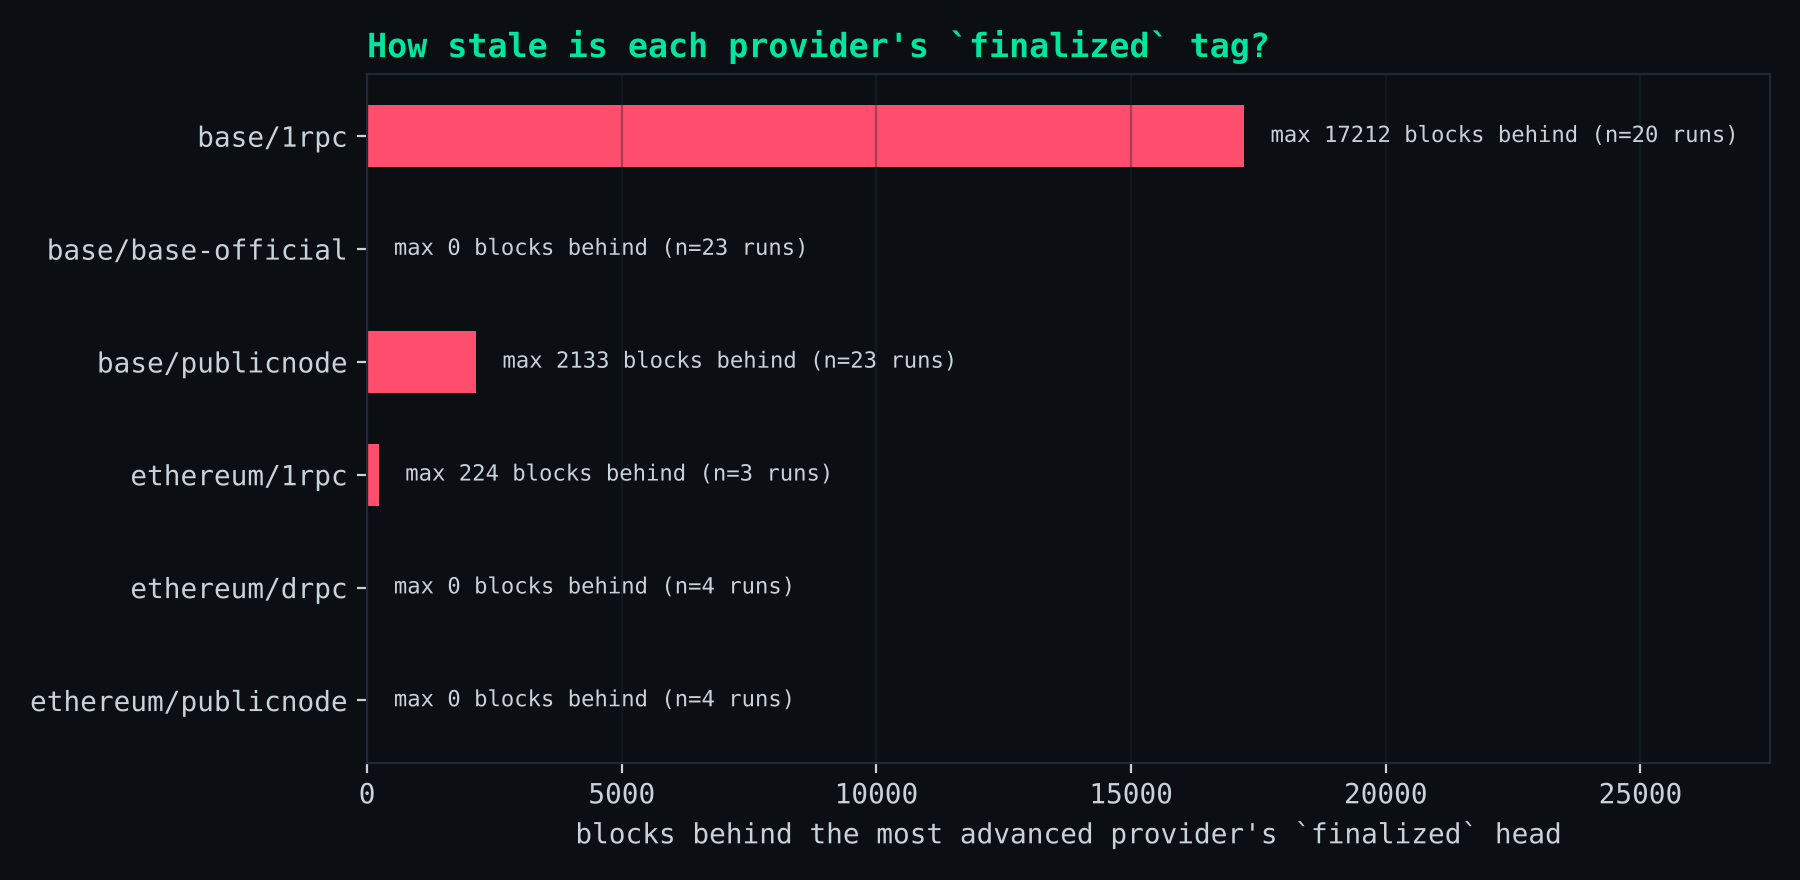 How stale is each provider's `finalized` tag?
base/1rpc
max 17212 blocks behind (n=20 runs)
base/base-official
max 0 blocks behind (n=23 runs)
base/publicnode
max 2133 blocks behind (n=23 runs)
ethereum/1rpc
max 224 blocks behind (n=3 runs)
ethereum/drpc
max 0 blocks behind (n=4 runs)
ethereum/publicnode
max 0 blocks behind (n=4 runs)
0 5000 10000 15000 20000 25000
blocks behind the most advanced provider's `finalized` head